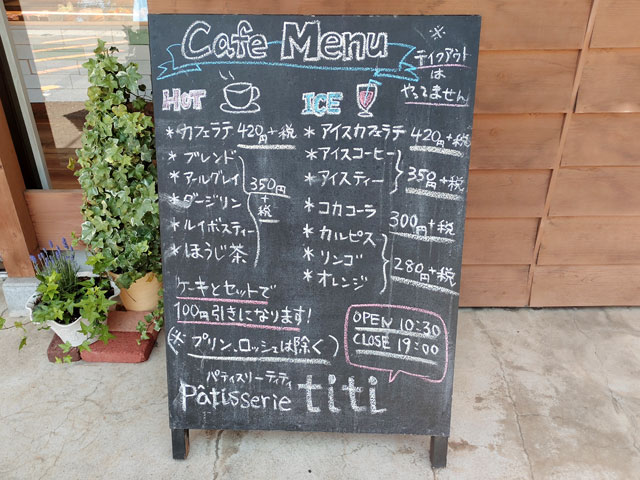 Cafe Menu
※
テイクアウト
は
やってません
HOT
* カフェラテ 420円+税
* ブレンド
* アールグレイ
* ダージリン
* ルイボスティー
* ほうじ茶
350円
+
税
ICE
* アイスカフェラテ 420円+税
* アイスコーヒー
* アイスティー
350円+税
* コカコーラ 300円+税
* カルピス
* リンゴ
* オレンジ
280円+税
ケーキとセットで
100円引きになります!
(※ プリン、ロッシェは除く)
OPEN 10:30
CLOSE 19:00
パティスリー ティティ
Pâtisserie titi